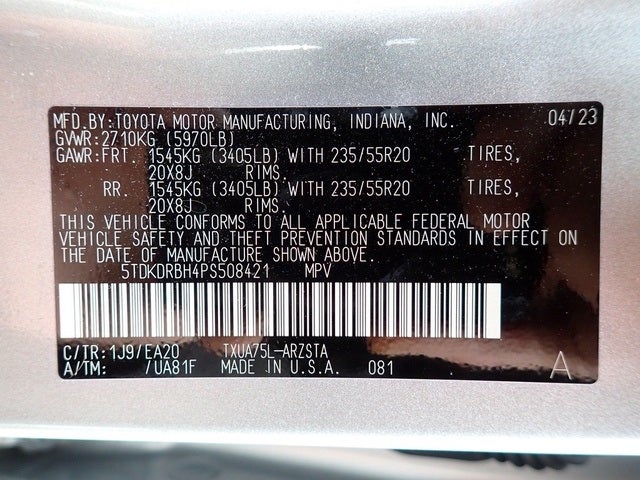 MFD.BY:TOYOTA MOTOR MANUFACTURING, INDIANA, INC. 04/23
GVWR:2710KG (5970LB)
GAWR:FRT. 1545KG (3405LB) WITH 235/55R20 TIRES,
20X8J RIMS.
RR. 1545KG (3405LB) WITH 235/55R20 TIRES,
20X8J RIMS.
THIS VEHICLE CONFORMS TO ALL APPLICABLE FEDERAL MOTOR
VEHICLE SAFETY AND THEFT PREVENTION STANDARDS IN EFFECT ON
THE DATE OF MANUFACTURE SHOWN ABOVE.
5TDKDRBH4PS508421 MPV
C/TR:1J9/EA20 TXUA75L-ARZSTA
A/TM: /UA81F MADE IN U.S.A. 081 A